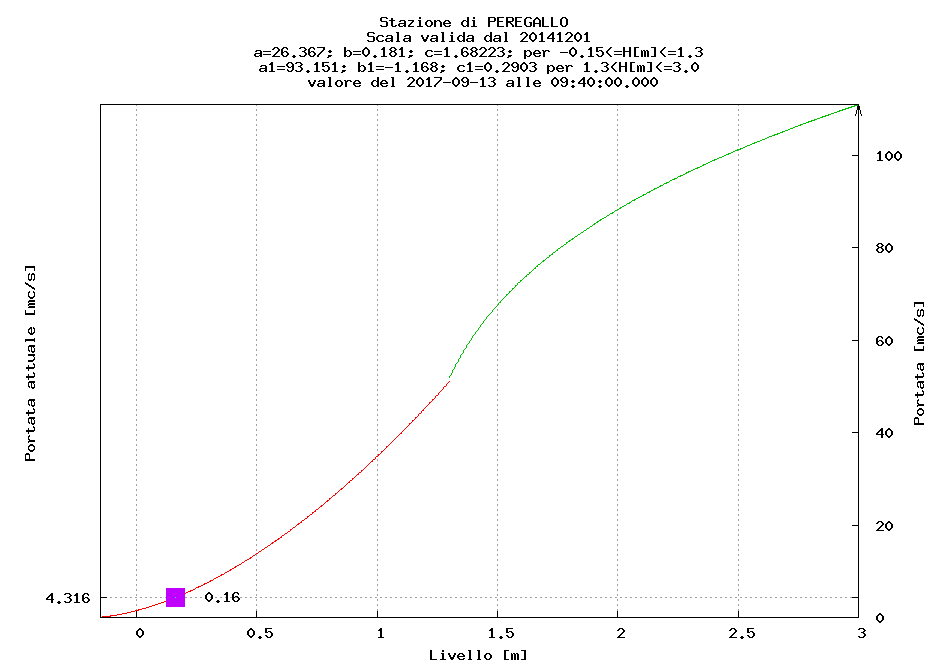 Stazione di PEREGALLO
Scala valida dal 20141201
a=26.367; b=0.181; c=1.68223; per -0.15<=H[m]<=1.3
a1=93.151; b1=-1.168; c1=0.2903 per 1.3<H[m]<=3.0
valore del 2017-09-13 alle 09:40:00.000
Portata attuale [mc/s]
4.316
0.16
100
80
60
40
20
0
Portata [mc/s]
0 0.5 1 1.5 2 2.5 3
Livello [m]